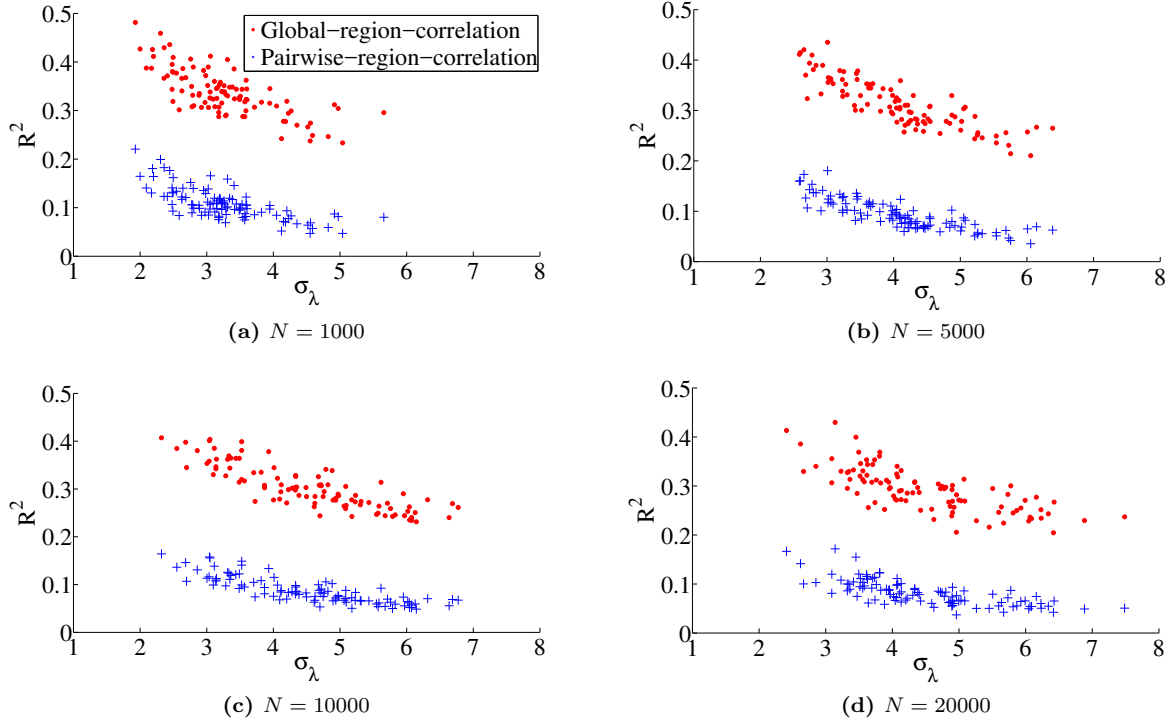 0.5
0.4
0.3
0.2
0.1
0
R²
1 2 3 4 5 6 7 8
σλ
Global−region−correlation
Pairwise−region−correlation
(a) N = 1000
0.5
0.4
0.3
0.2
0.1
0
R²
1 2 3 4 5 6 7 8
σλ
(b) N = 5000
0.5
0.4
0.3
0.2
0.1
0
R²
1 2 3 4 5 6 7 8
σλ
(c) N = 10000
0.5
0.4
0.3
0.2
0.1
0
R²
1 2 3 4 5 6 7 8
σλ
(d) N = 20000